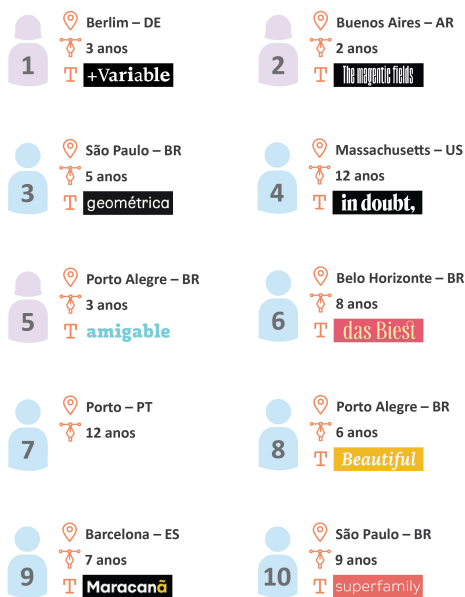 1
Berlim – DE
3 anos
+Variable
2
Buenos Aires – AR
2 anos
The magentic fields
3
São Paulo – BR
5 anos
geométrica
4
Massachusetts – US
12 anos
in doubt,
5
Porto Alegre – BR
3 anos
amigable
6
Belo Horizonte – BR
8 anos
das Biest
7
Porto – PT
12 anos
8
Porto Alegre – BR
6 anos
Beautiful
9
Barcelona – ES
7 anos
Maracanã
10
São Paulo – BR
9 anos
superfamily